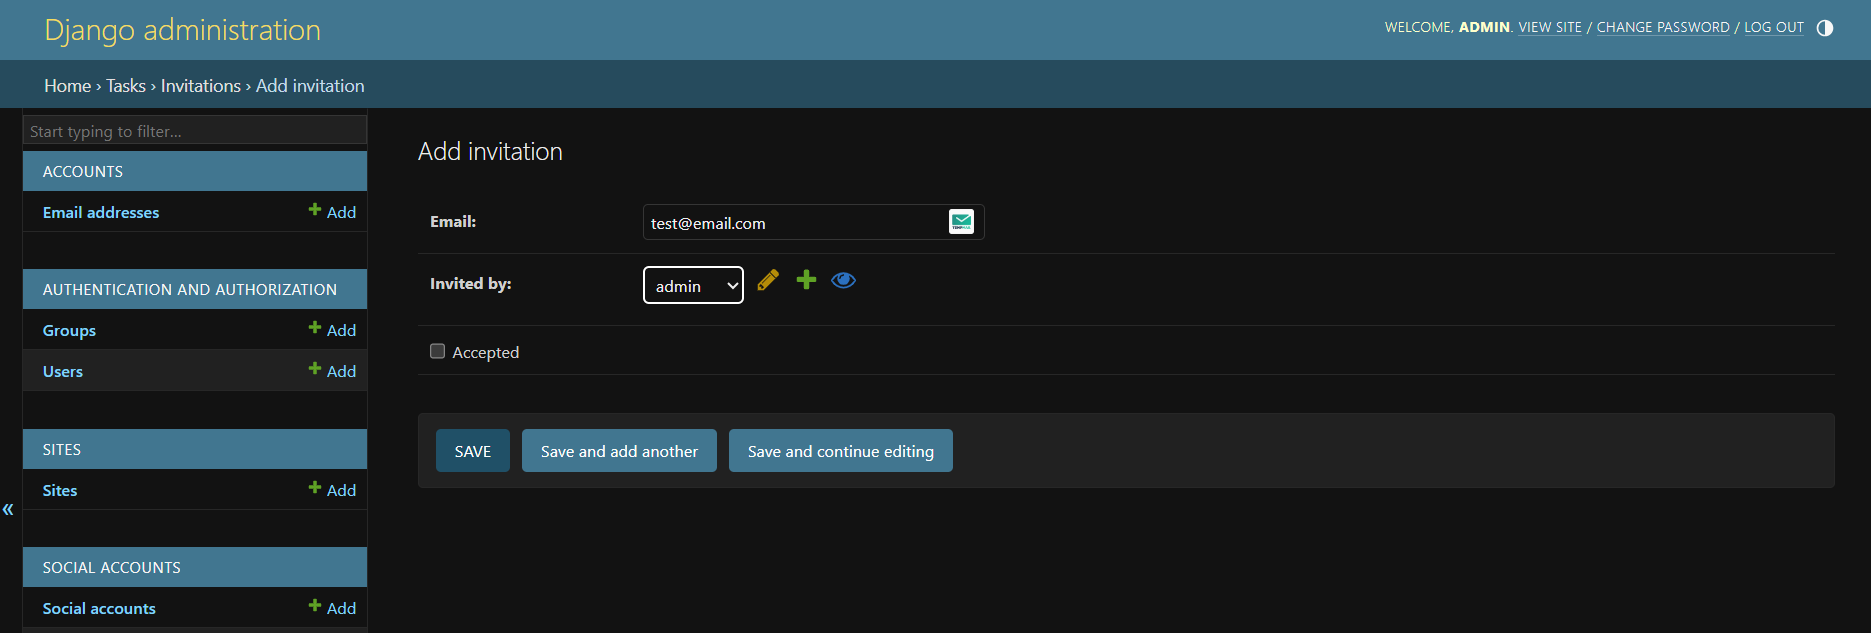 Django administration
WELCOME, ADMIN. VIEW SITE / CHANGE PASSWORD / LOG OUT
Home › Tasks › Invitations › Add invitation
Start typing to filter...
ACCOUNTS
Email addresses + Add
AUTHENTICATION AND AUTHORIZATION
Groups + Add
Users + Add
SITES
Sites + Add
«
SOCIAL ACCOUNTS
Social accounts + Add
Add invitation
Email: test@email.com
Invited by: admin
Accepted
SAVE Save and add another Save and continue editing